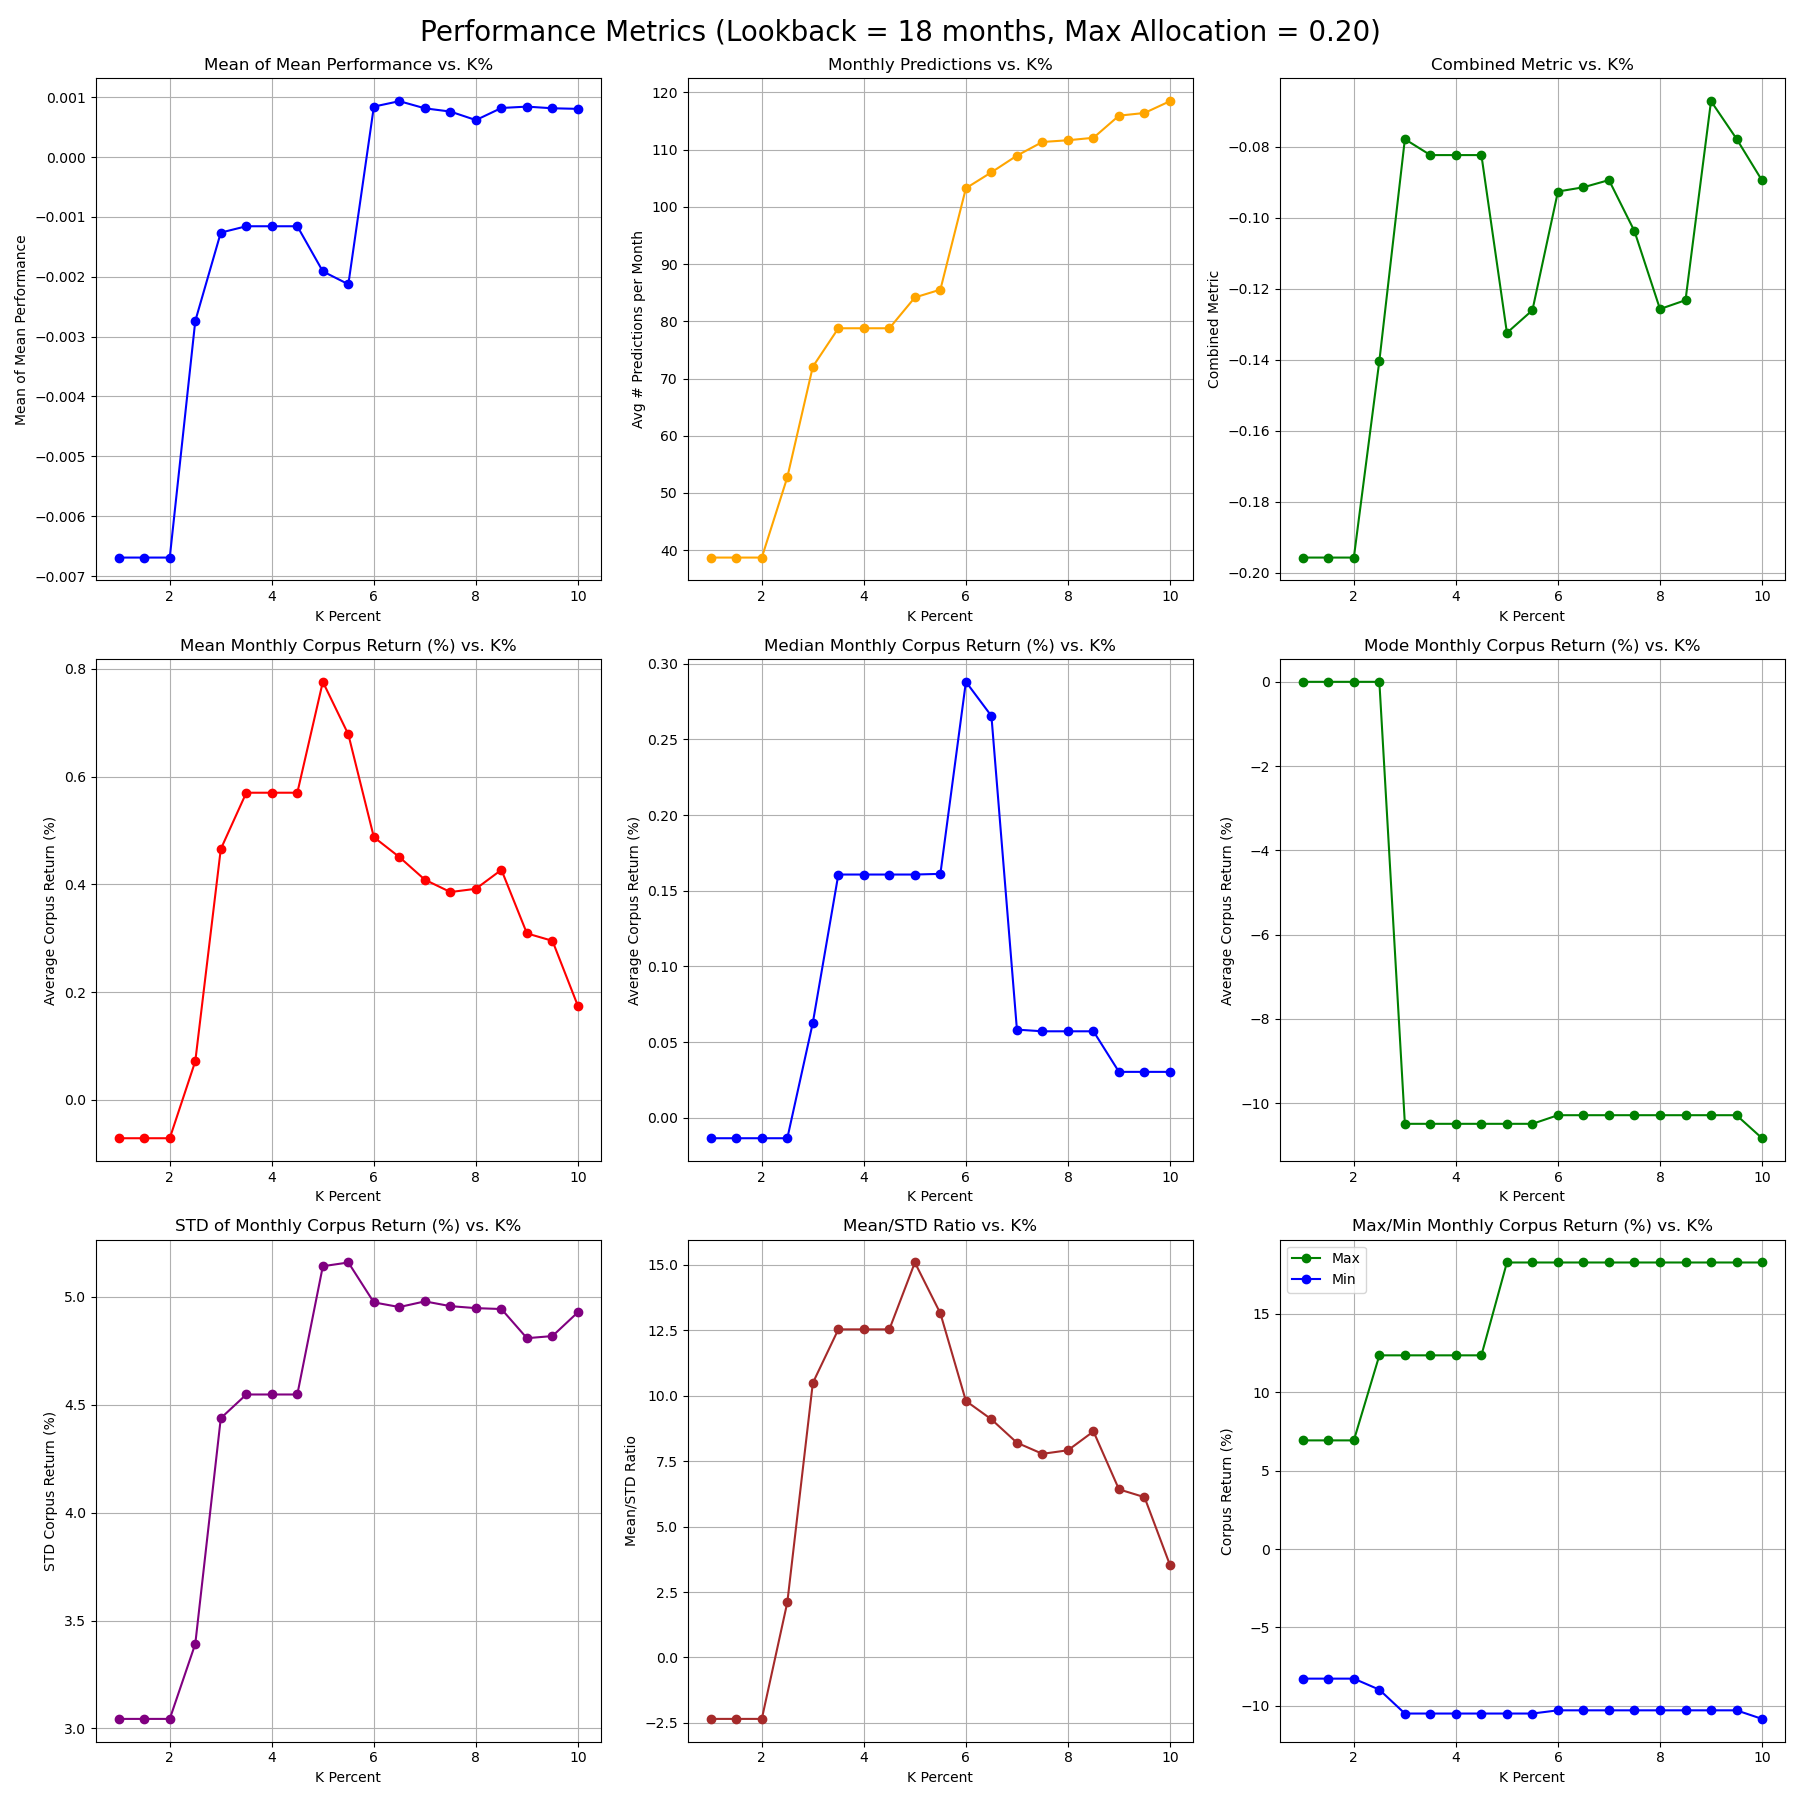 Performance Metrics (Lookback = 18 months, Max Allocation = 0.20)
Mean of Mean Performance vs. K%
0.001
0.000
−0.001
−0.002
−0.003
−0.004
−0.005
−0.006
−0.007
Mean of Mean Performance
2 4 6 8 10
K Percent
Monthly Predictions vs. K%
120
110
100
90
80
70
60
50
40
Avg # Predictions per Month
2 4 6 8 10
K Percent
Combined Metric vs. K%
−0.08
−0.10
−0.12
−0.14
−0.16
−0.18
−0.20
Combined Metric
2 4 6 8 10
K Percent
Mean Monthly Corpus Return (%) vs. K%
0.8
0.6
0.4
0.2
0.0
Average Corpus Return (%)
2 4 6 8 10
K Percent
Median Monthly Corpus Return (%) vs. K%
0.30
0.25
0.20
0.15
0.10
0.05
0.00
Average Corpus Return (%)
2 4 6 8 10
K Percent
Mode Monthly Corpus Return (%) vs. K%
0
−2
−4
−6
−8
−10
Average Corpus Return (%)
2 4 6 8 10
K Percent
STD of Monthly Corpus Return (%) vs. K%
5.0
4.5
4.0
3.5
3.0
STD Corpus Return (%)
2 4 6 8 10
K Percent
Mean/STD Ratio vs. K%
15.0
12.5
10.0
7.5
5.0
2.5
0.0
−2.5
Mean/STD Ratio
2 4 6 8 10
K Percent
Max/Min Monthly Corpus Return (%) vs. K%
Max
Min
15
10
5
0
−5
−10
Corpus Return (%)
2 4 6 8 10
K Percent